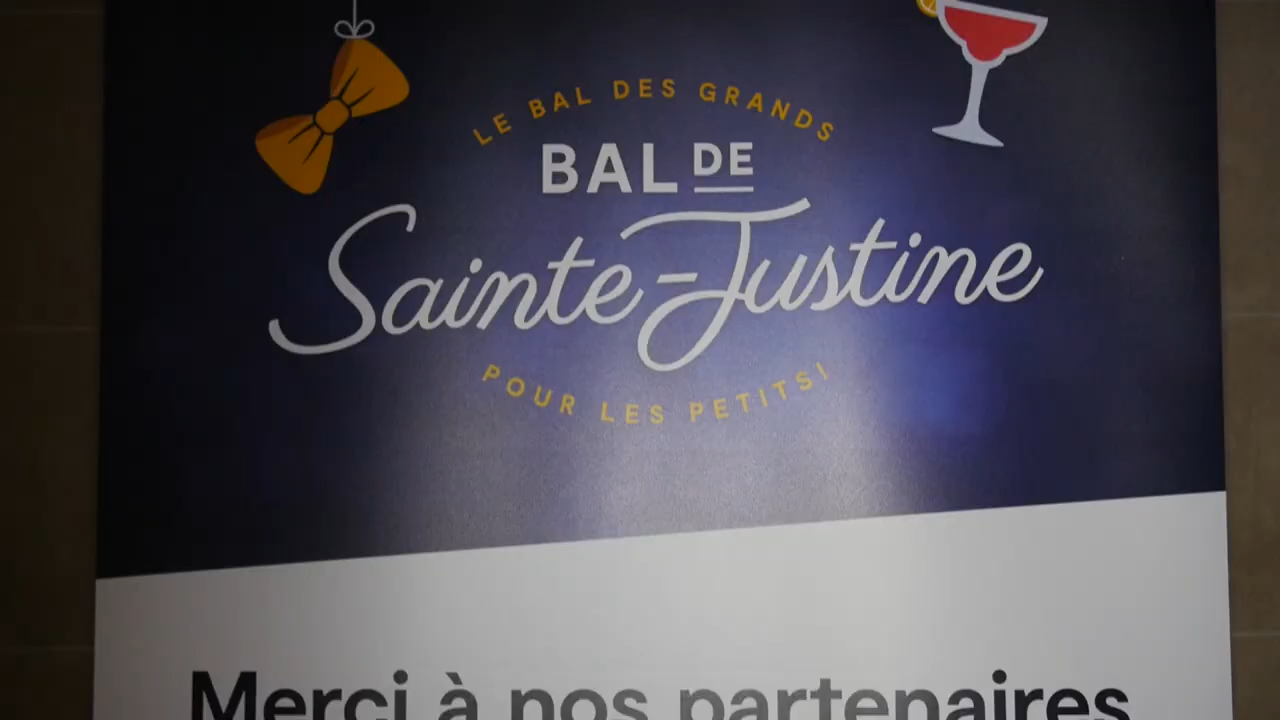 LE BAL DES GRANDS
BAL DE
Sainte-Justine
POUR LES PETITS!
Merci à nos partenaires